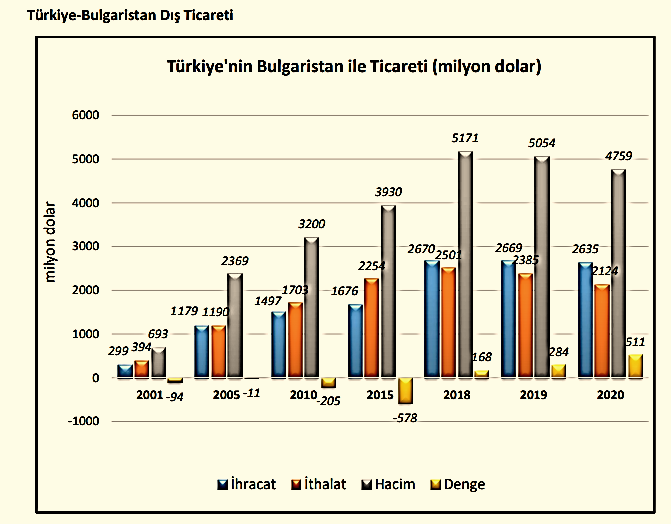 Türkiye-Bulgaristan Dış Ticareti
Türkiye'nin Bulgaristan ile Ticareti (milyon dolar)
milyon dolar
6000
5000
4000
3000
2000
1000
0
-1000
299 394 693 -94
1179 1190 2369 -11
1497 1703 3200 -205
1676 2254 3930 -578
2670 2501 5171 168
2669 2385 5054 284
2635 2124 4759 511
2001 2005 2010 2015 2018 2019 2020
İhracat İthalat Hacim Denge